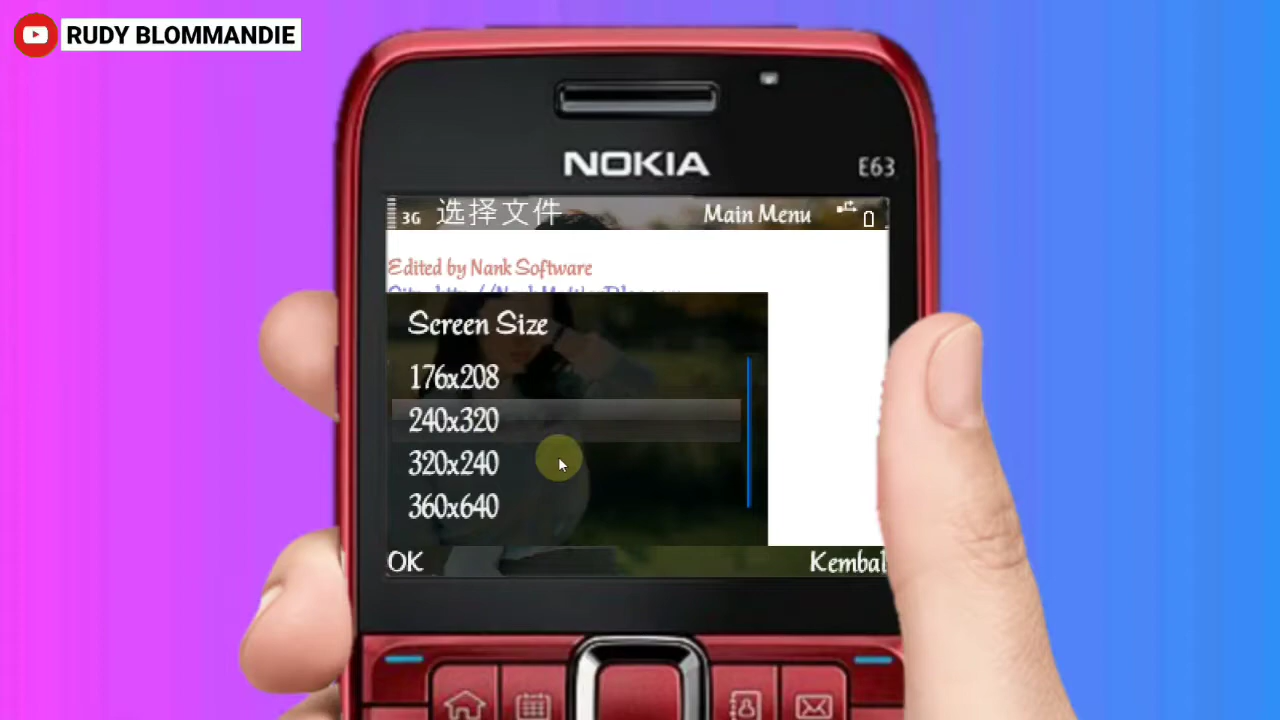 RUDY BLOMMANDIE
NOKIA
E63
3G 选择文件 Main Menu
Edited by Nank Software
Screen Size
176x208
240x320
320x240
360x640
OK Kembal